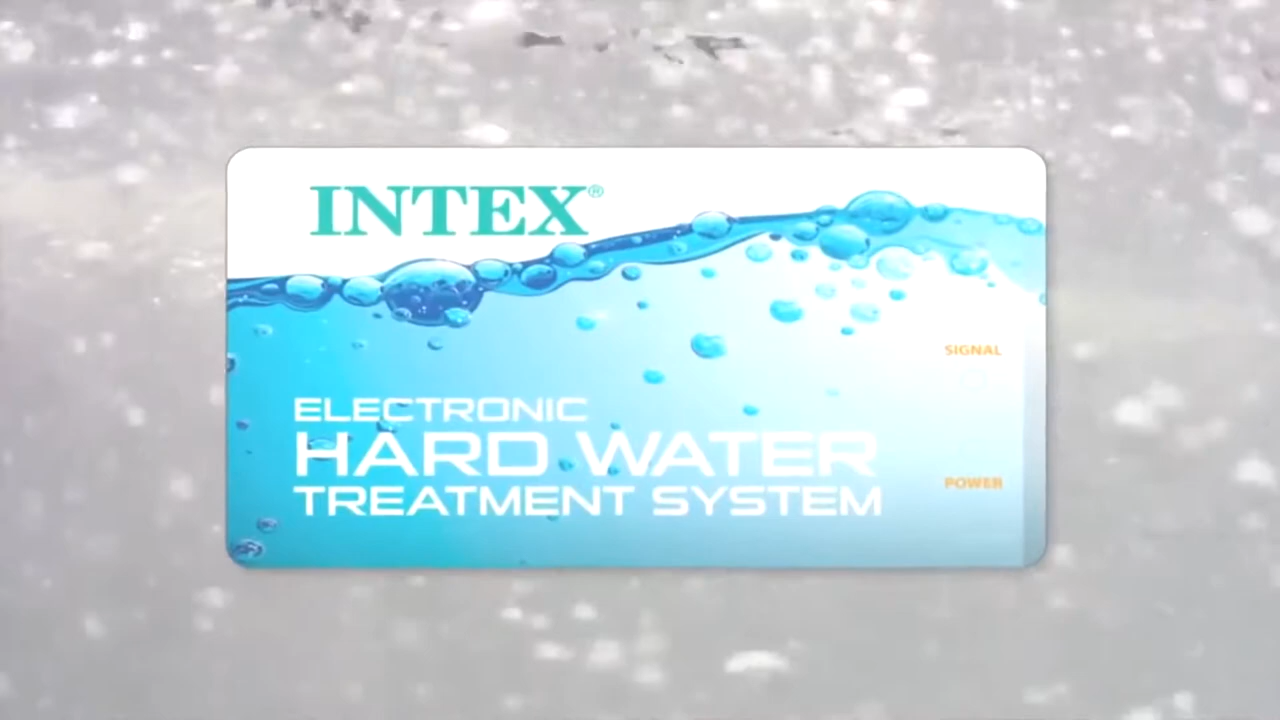 INTEX®
ELECTRONIC
HARD WATER
TREATMENT SYSTEM
SIGNAL
POWER